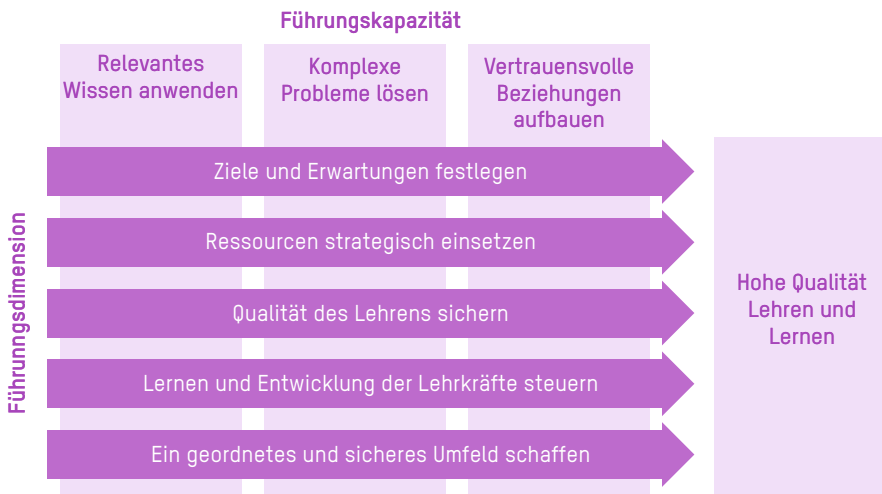 Führungskapazität
Relevantes
Wissen anwenden
Komplexe
Probleme lösen
Vertrauensvolle
Beziehungen
aufbauen
Führunngsdimension
Ziele und Erwartungen festlegen
Ressourcen strategisch einsetzen
Qualität des Lehrens sichern
Lernen und Entwicklung der Lehrkräfte steuern
Ein geordnetes und sicheres Umfeld schaffen
Hohe Qualität
Lehren und
Lernen